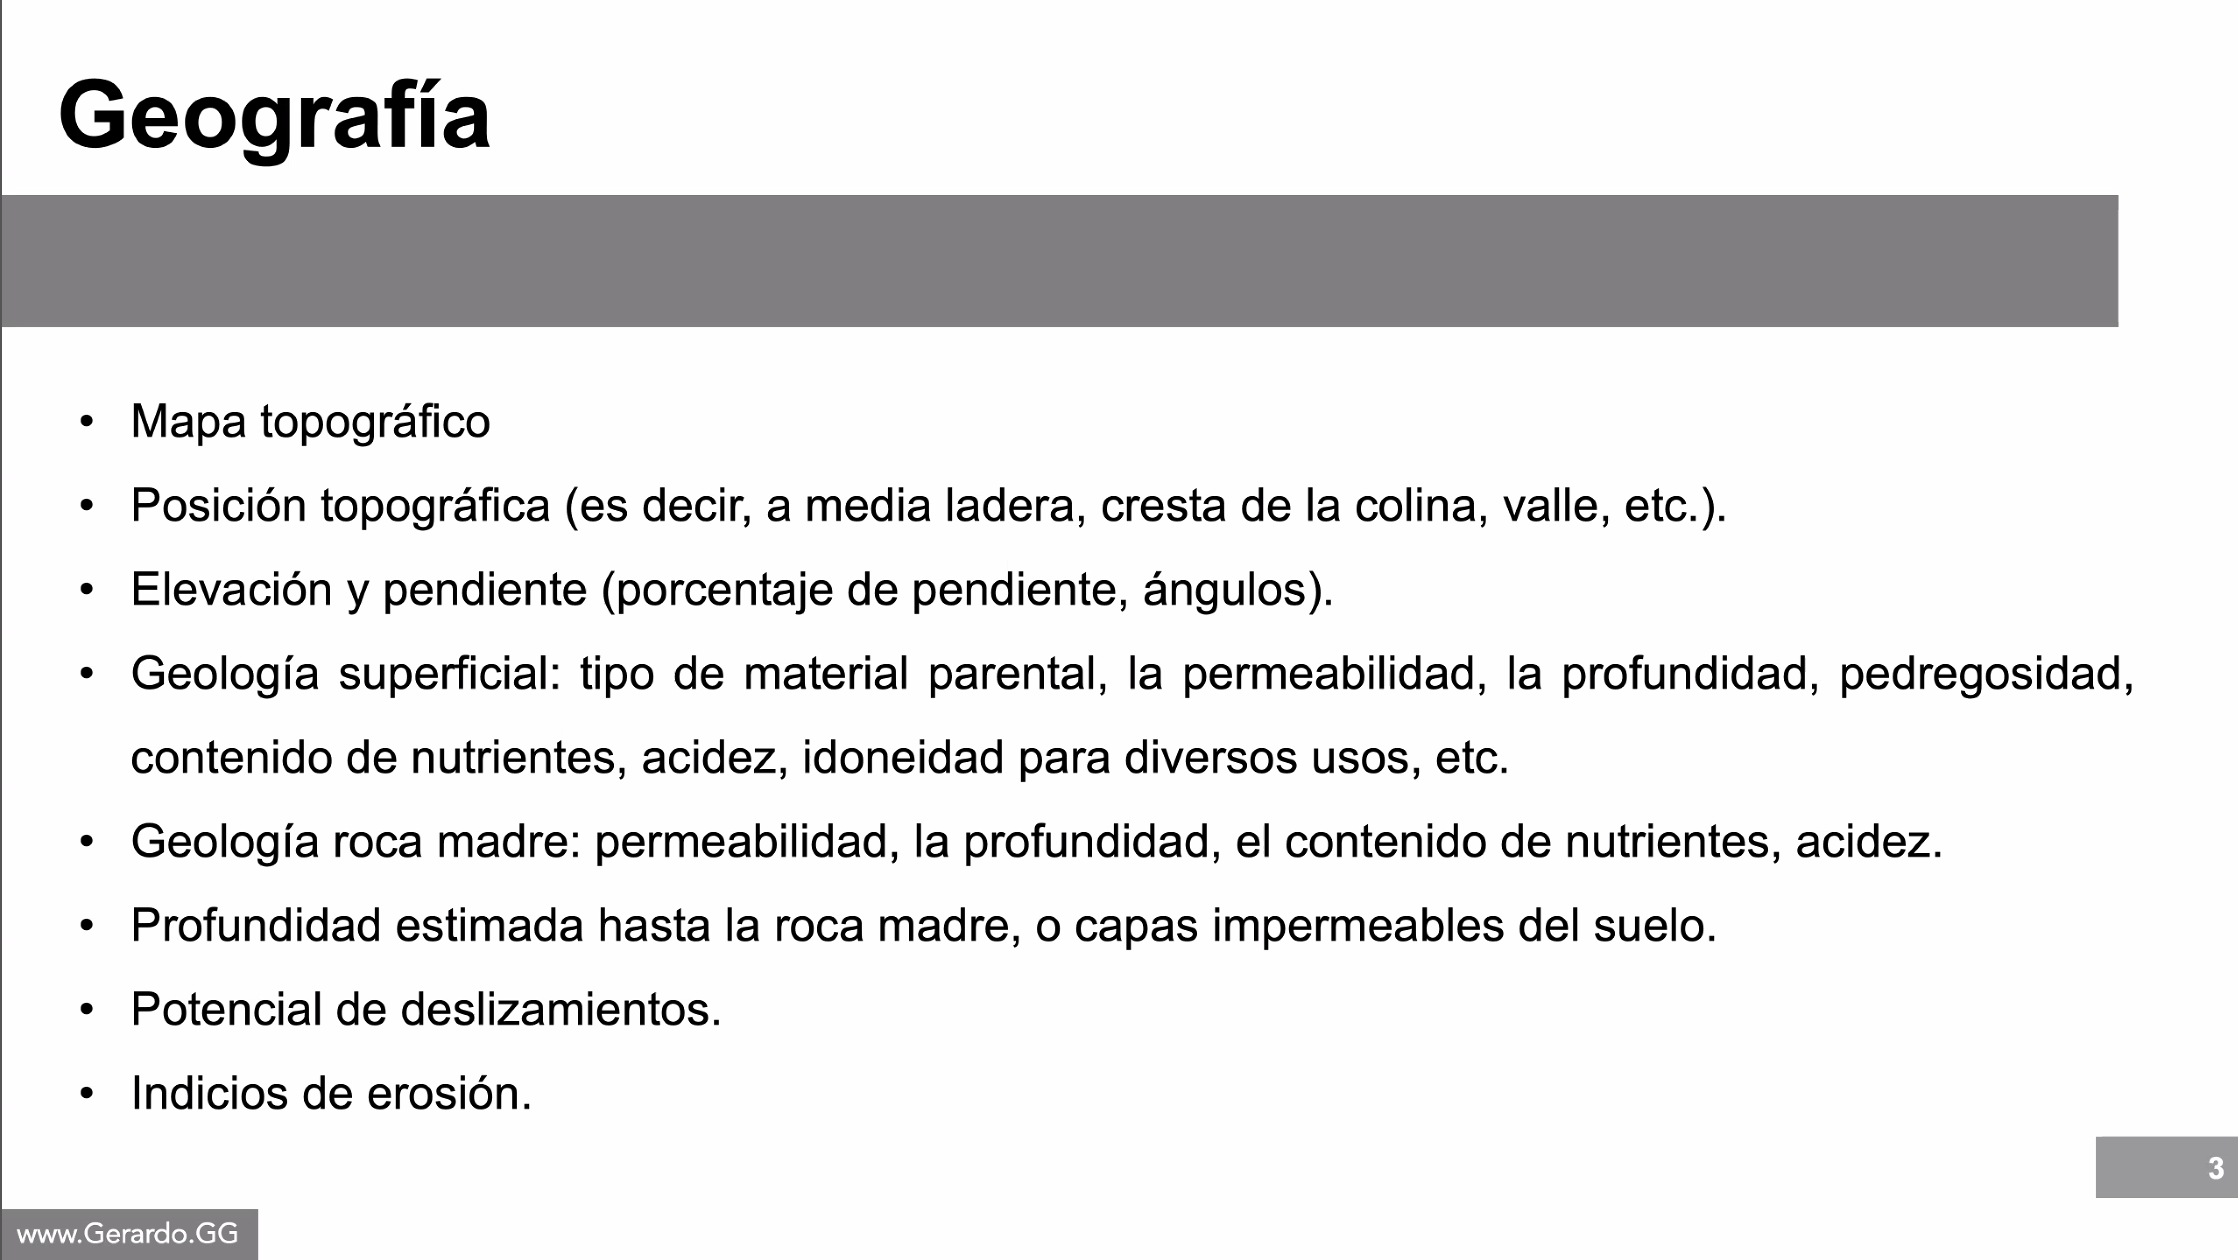 Geografía
• Mapa topográfico
• Posición topográfica (es decir, a media ladera, cresta de la colina, valle, etc.).
• Elevación y pendiente (porcentaje de pendiente, ángulos).
• Geología superficial: tipo de material parental, la permeabilidad, la profundidad, pedregosidad,
contenido de nutrientes, acidez, idoneidad para diversos usos, etc.
• Geología roca madre: permeabilidad, la profundidad, el contenido de nutrientes, acidez.
• Profundidad estimada hasta la roca madre, o capas impermeables del suelo.
• Potencial de deslizamientos.
• Indicios de erosión.
3
www.Gerardo.GG